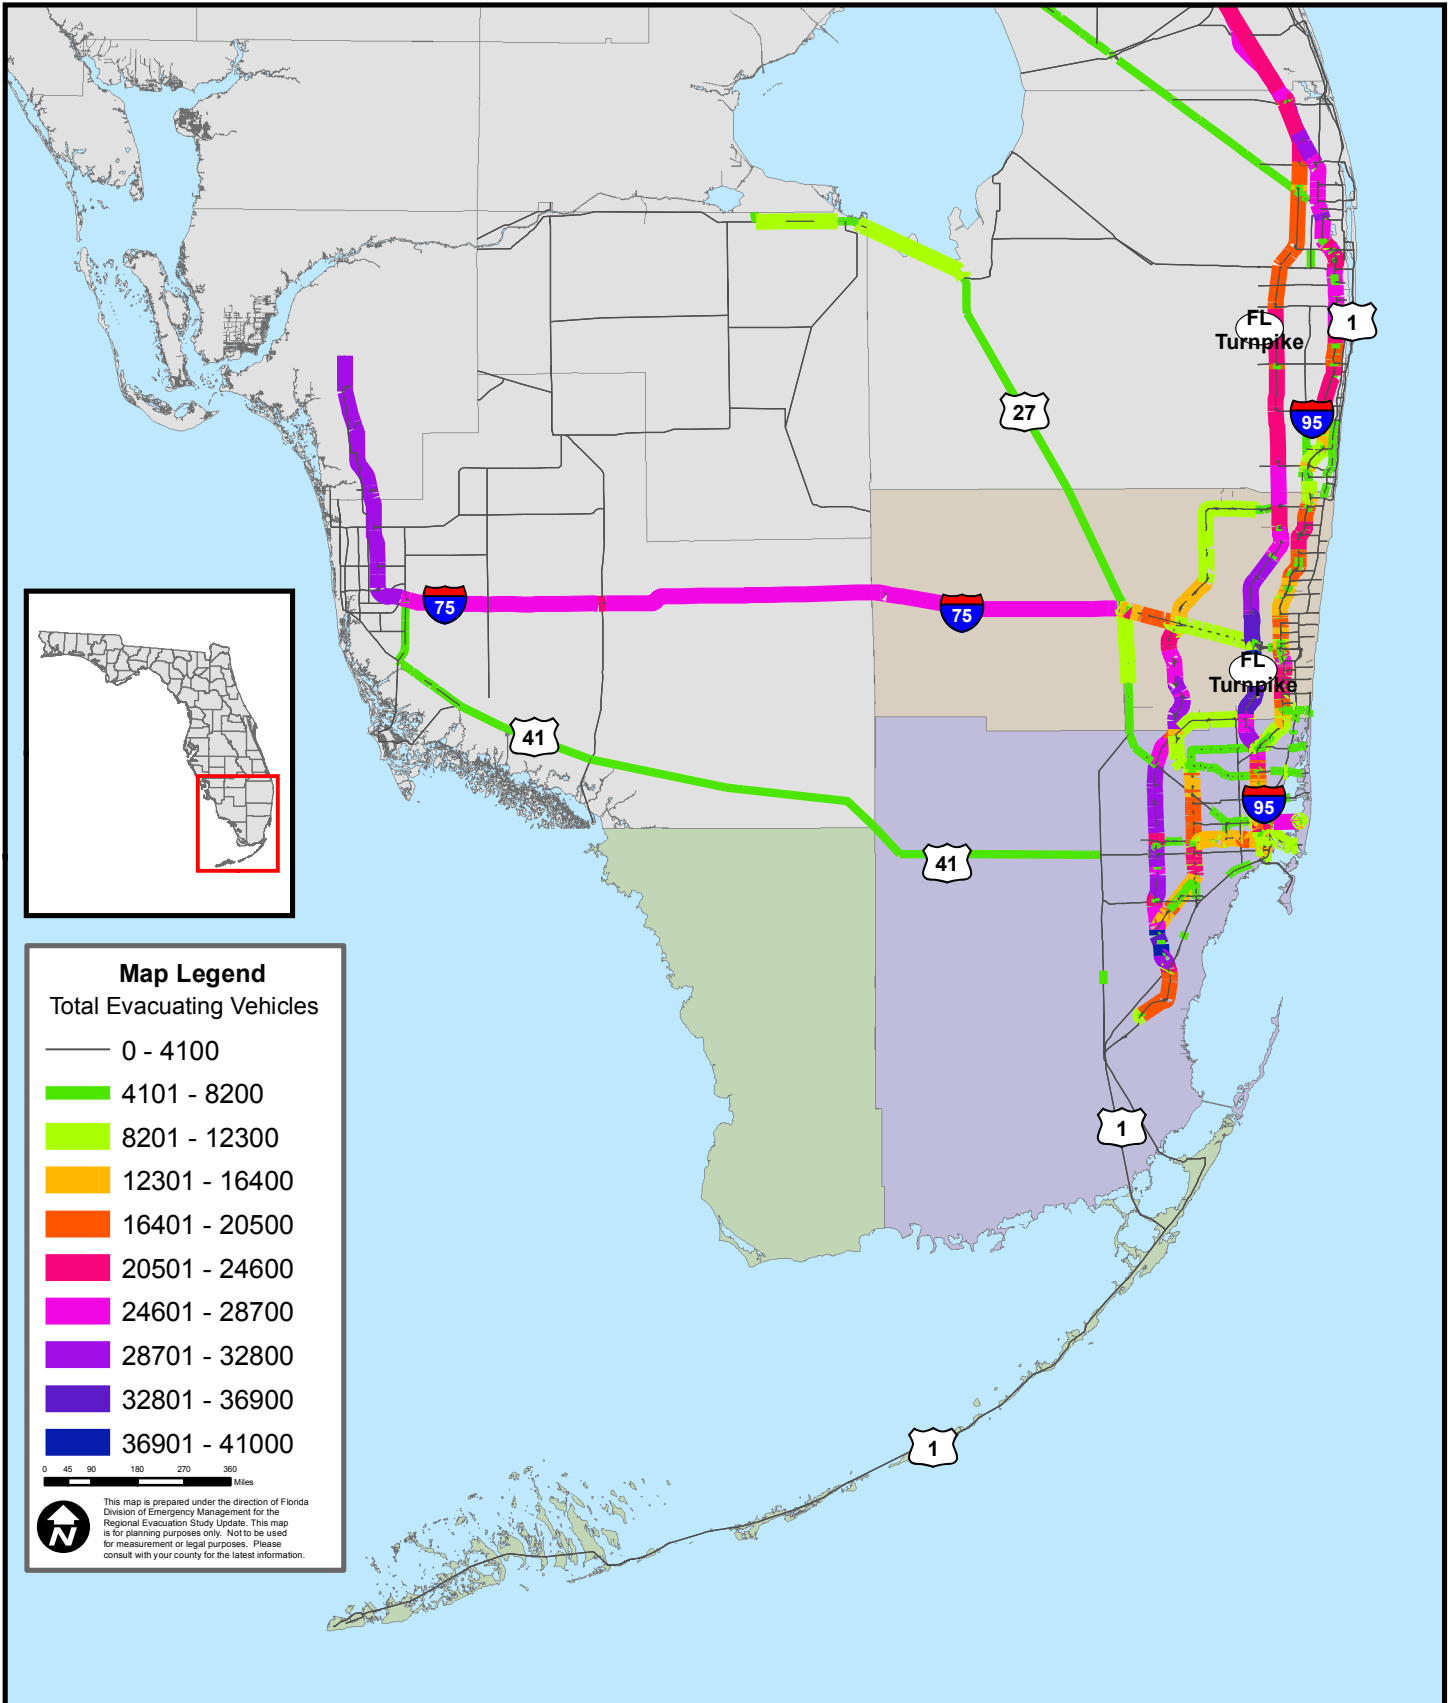 FL
Turnpike
1
27
95
75
75
FL
Turnpike
41
95
41
1
1
Map Legend
Total Evacuating Vehicles
0 - 4100
4101 - 8200
8201 - 12300
12301 - 16400
16401 - 20500
20501 - 24600
24601 - 28700
28701 - 32800
32801 - 36900
36901 - 41000
0 45 90 180 270 360
Miles
N
This map is prepared under the direction of Florida
Division of Emergency Management for the
Regional Evacuation Study Update. This map
is for planning purposes only. Not to be used
for measurement or legal purposes. Please
consult with your county for the latest information.